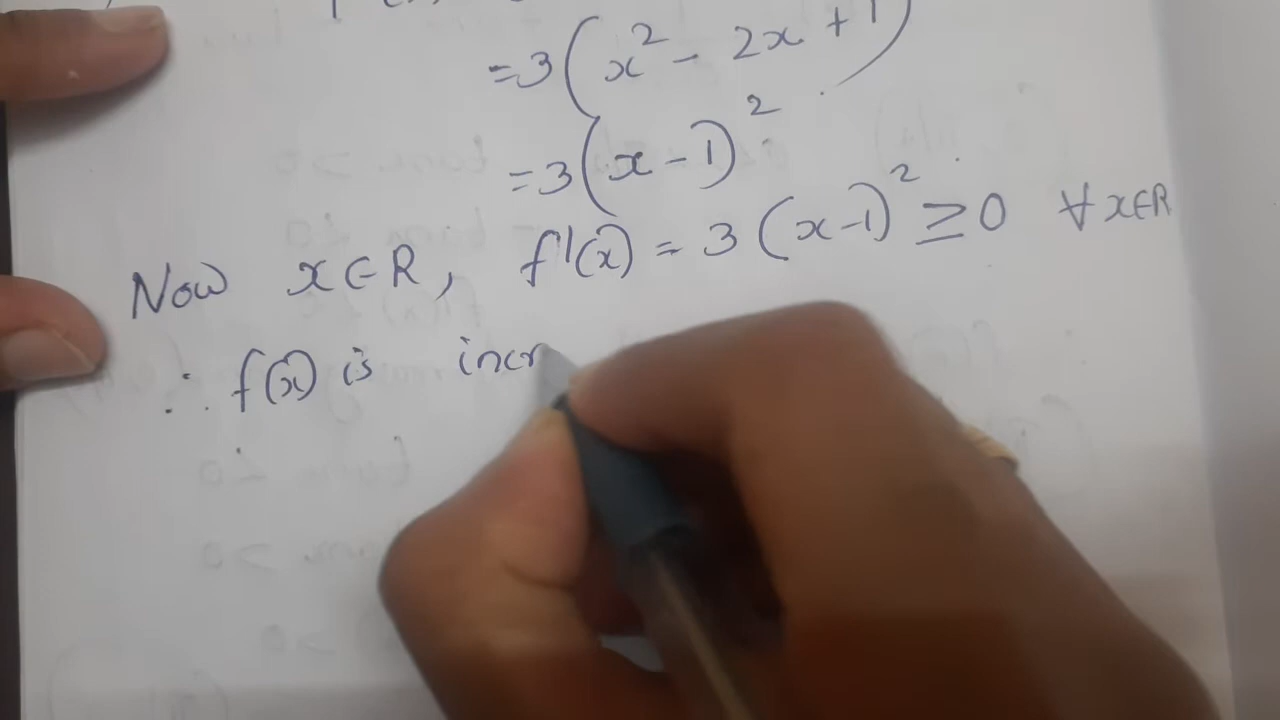 =3(x² - 2x + 1)
=3(x-1)²
Now x∈R, f'(x) = 3(x-1)² ≥ 0 ∀ x∈R
∴ f(x) is incr